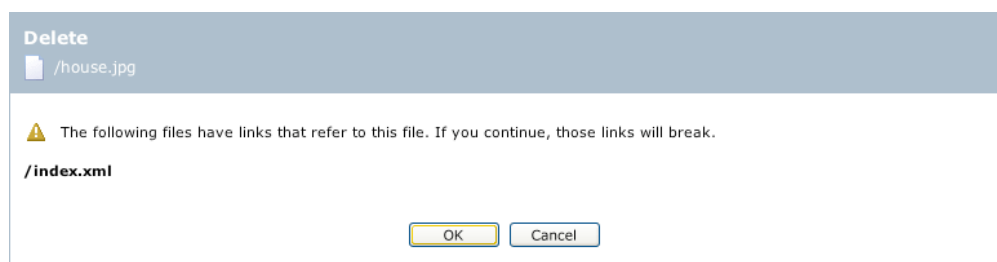 Delete
/house.jpg
The following files have links that refer to this file. If you continue, those links will break.
/index.xml
OK Cancel